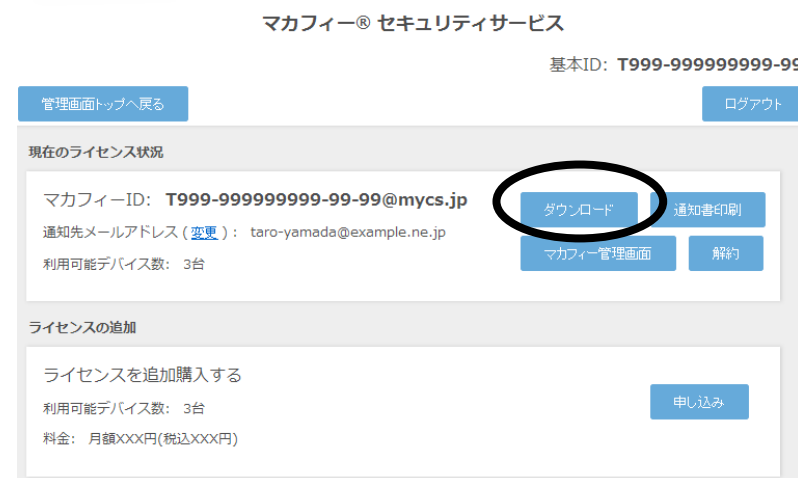 マカフィー® セキュリティサービス
基本ID: T999-999999999-99
管理画面トップへ戻る
ログアウト
現在のライセンス状況
マカフィーID: T999-999999999-99-99@mycs.jp
ダウンロード
通知書印刷
通知先メールアドレス ( 変更 ) : taro-yamada@example.ne.jp
マカフィー管理画面
解約
利用可能デバイス数: 3台
ライセンスの追加
ライセンスを追加購入する
利用可能デバイス数: 3台
申し込み
料金: 月額XXX円(税込XXX円)